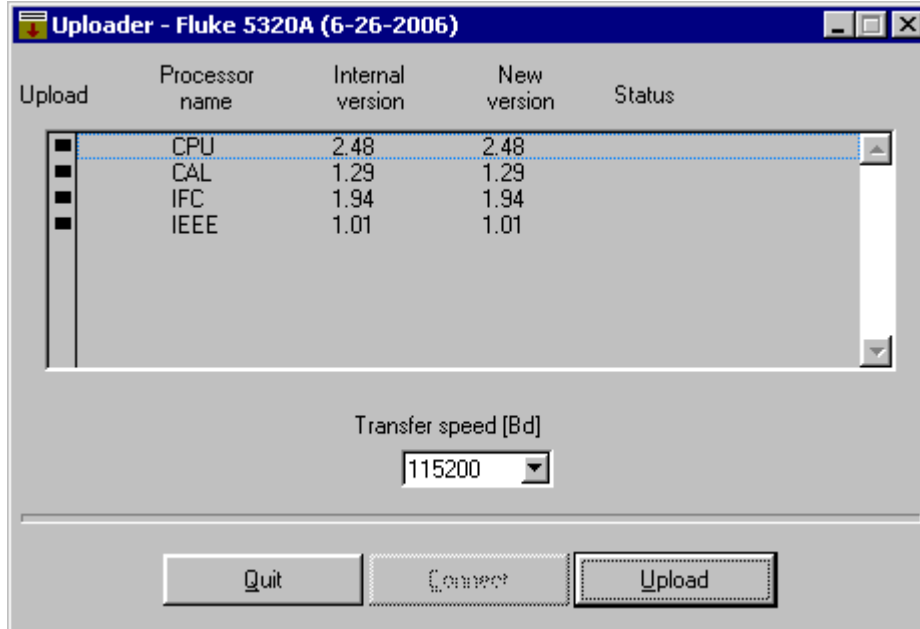 Uploader - Fluke 5320A (6-26-2006)
Upload Processor name Internal version New version Status
CPU 2.48 2.48
CAL 1.29 1.29
IFC 1.94 1.94
IEEE 1.01 1.01
Transfer speed [Bd]
115200
Quit Connect Upload